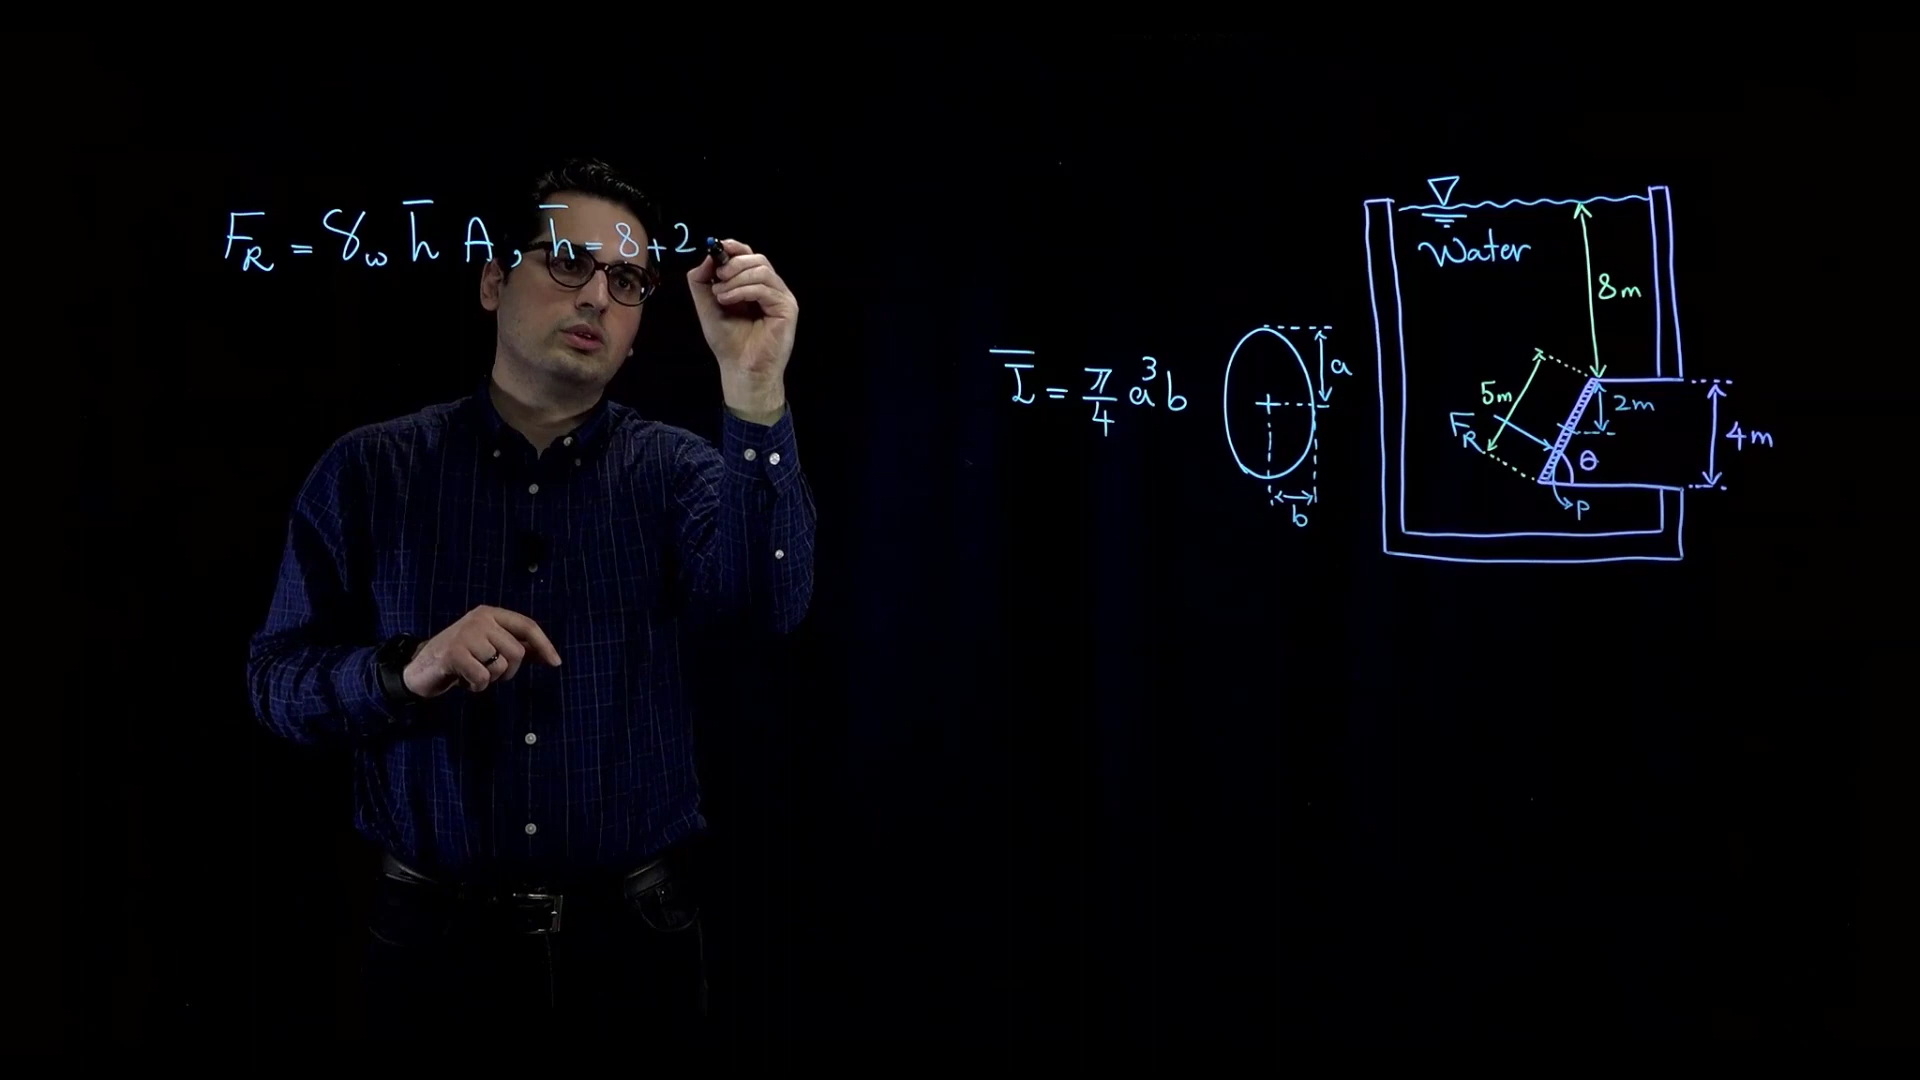 F_R = γ_w h̄ A, h̄ = 8+2
Ī = π/4 a³b
a
b
Water
8m
5m
2m
F_R
4m
θ
P